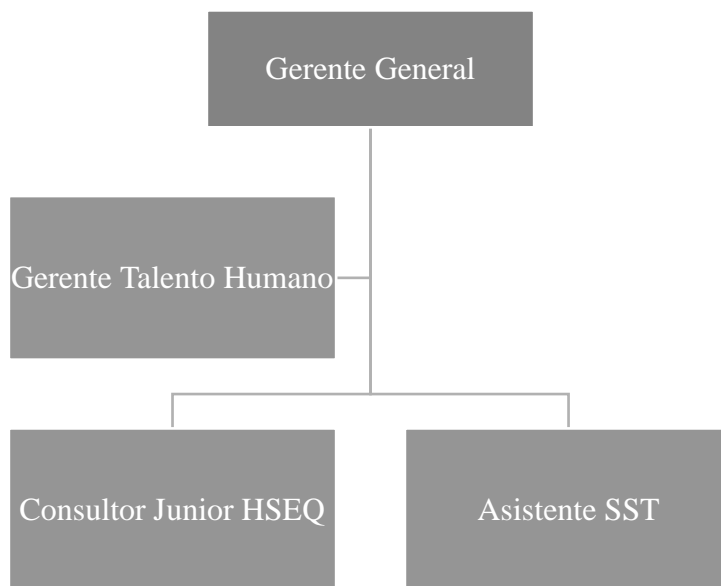 Gerente General
Gerente Talento Humano
Consultor Junior HSEQ
Asistente SST